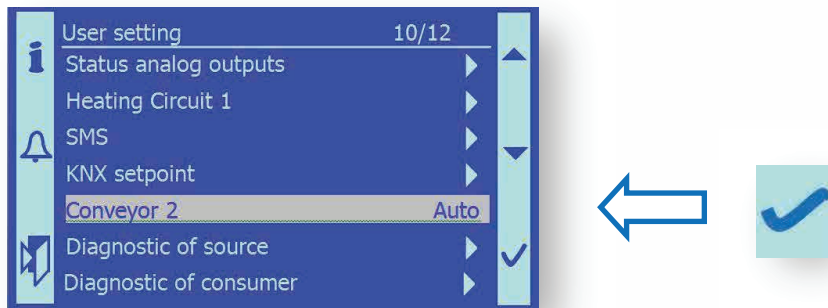 User setting 10/12
Status analog outputs
Heating Circuit 1
SMS
KNX setpoint
Conveyor 2 Auto
Diagnostic of source
Diagnostic of consumer